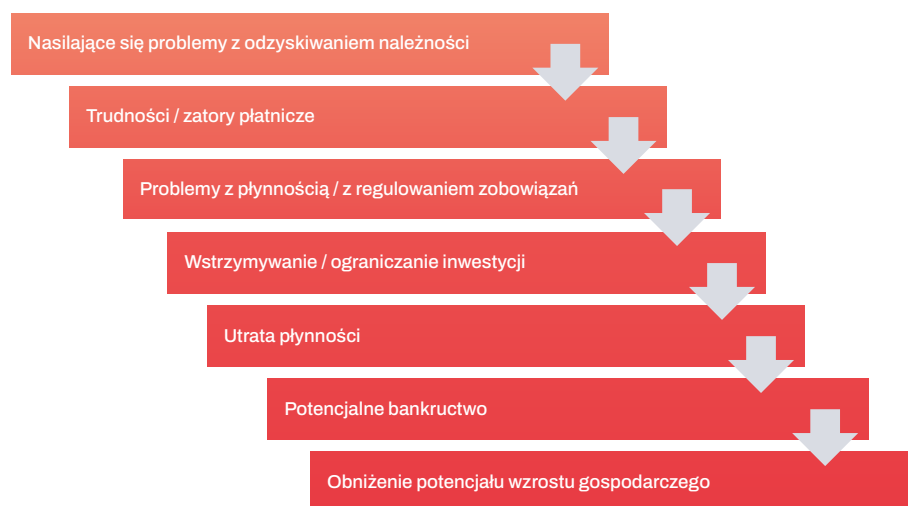 Nasilające się problemy z odzyskiwaniem należności
Trudności / zatory płatnicze
Problemy z płynnością / z regulowaniem zobowiązań
Wstrzymywanie / ograniczanie inwestycji
Utrata płynności
Potencjalne bankructwo
Obniżenie potencjału wzrostu gospodarczego